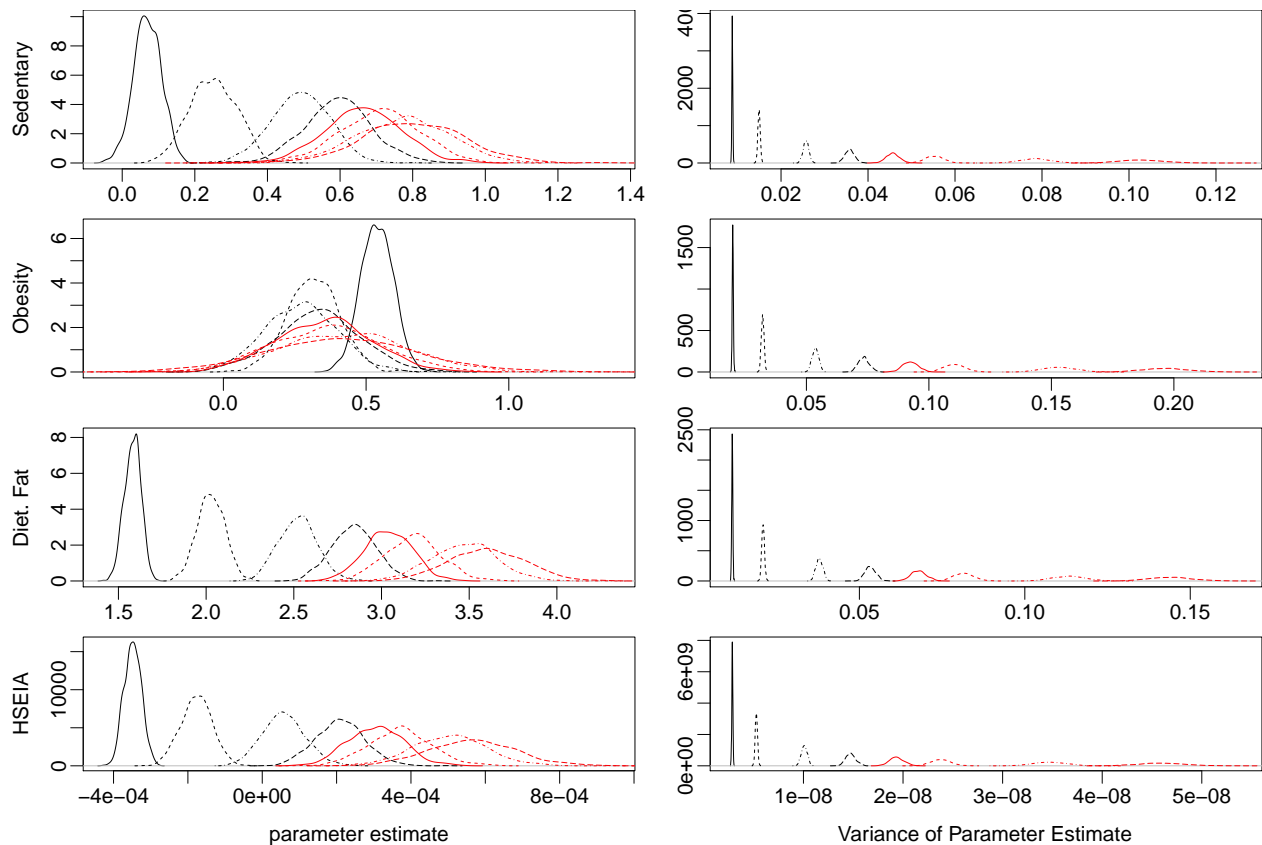 Sedentary
0 2 4 6 8
0.0 0.2 0.4 0.6 0.8 1.0 1.2 1.4
0 2000
0.02 0.04 0.06 0.08 0.10 0.12
Obesity
0 2 4 6
0.0 0.5 1.0
0 500 1500
0.05 0.10 0.15 0.20
Diet. Fat
0 2 4 6 8
1.5 2.0 2.5 3.0 3.5 4.0
0 1000 2500
0.05 0.10 0.15
HSEIA
0 10000
−4e−04 0e+00 4e−04 8e−04
0e+00 6e+09
1e−08 2e−08 3e−08 4e−08 5e−08
parameter estimate
Variance of Parameter Estimate